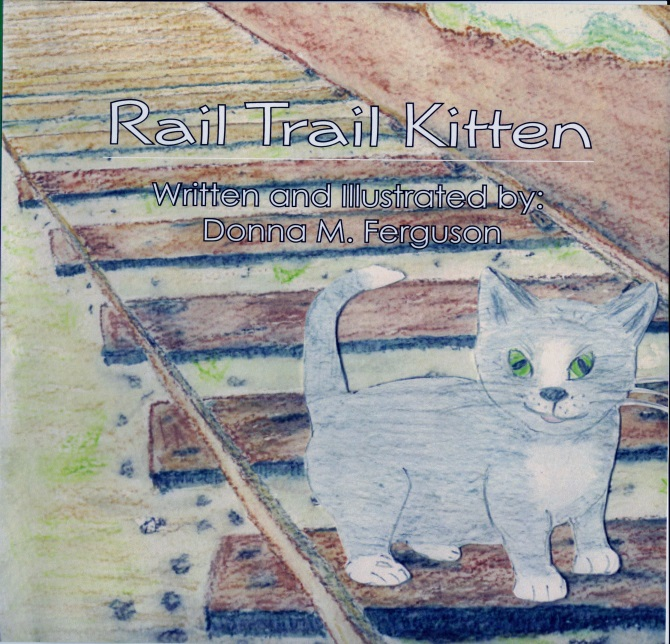 Rail Trail Kitten
Written and Illustrated by:
Donna M. Ferguson